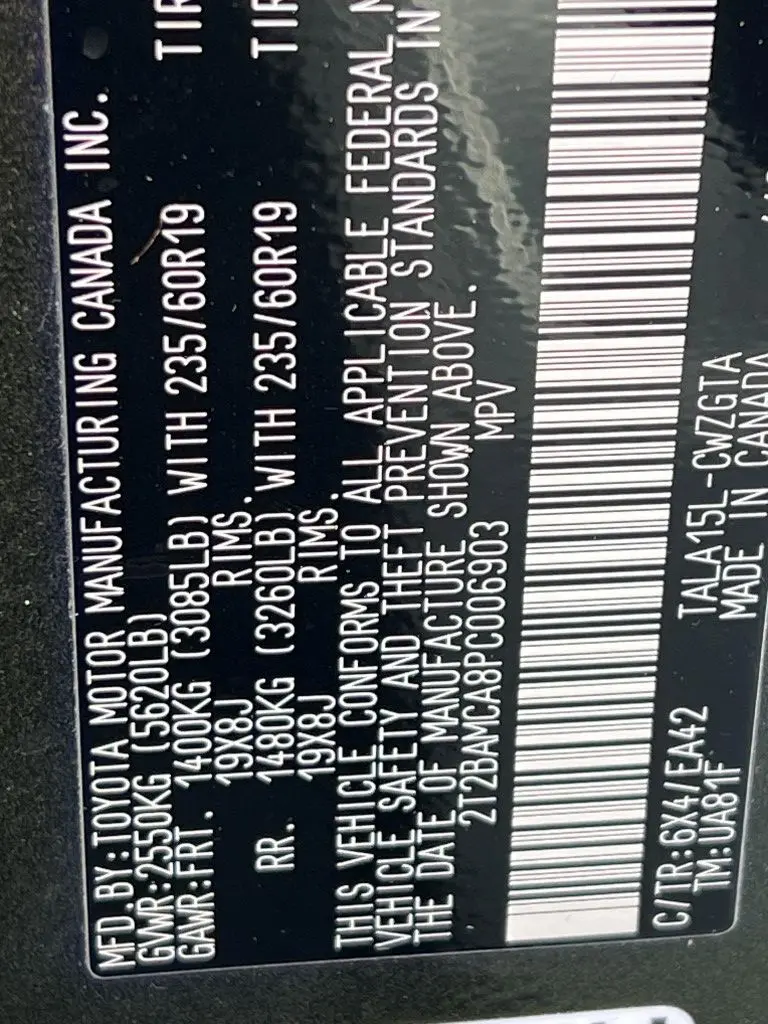 MFD.BY:TOYOTA MOTOR MANUFACTURING CANADA INC.
GVWR:2550KG (5620LB)
GAWR:FRT. 1400KG (3085LB) WITH 235/60R19 TIR
19X8J RIMS.
RR. 1480KG (3260LB) WITH 235/60R19 TIR
19X8J RIMS.
THIS VEHICLE CONFORMS TO ALL APPLICABLE FEDERAL
VEHICLE SAFETY AND THEFT PREVENTION STANDARDS IN
THE DATE OF MANUFACTURE SHOWN ABOVE.
2T2BAMCA8PC006903 MPV
C/TR:6X4/EA42 TALA15L-CWZGTA
TM:UA81F MADE IN CANADA